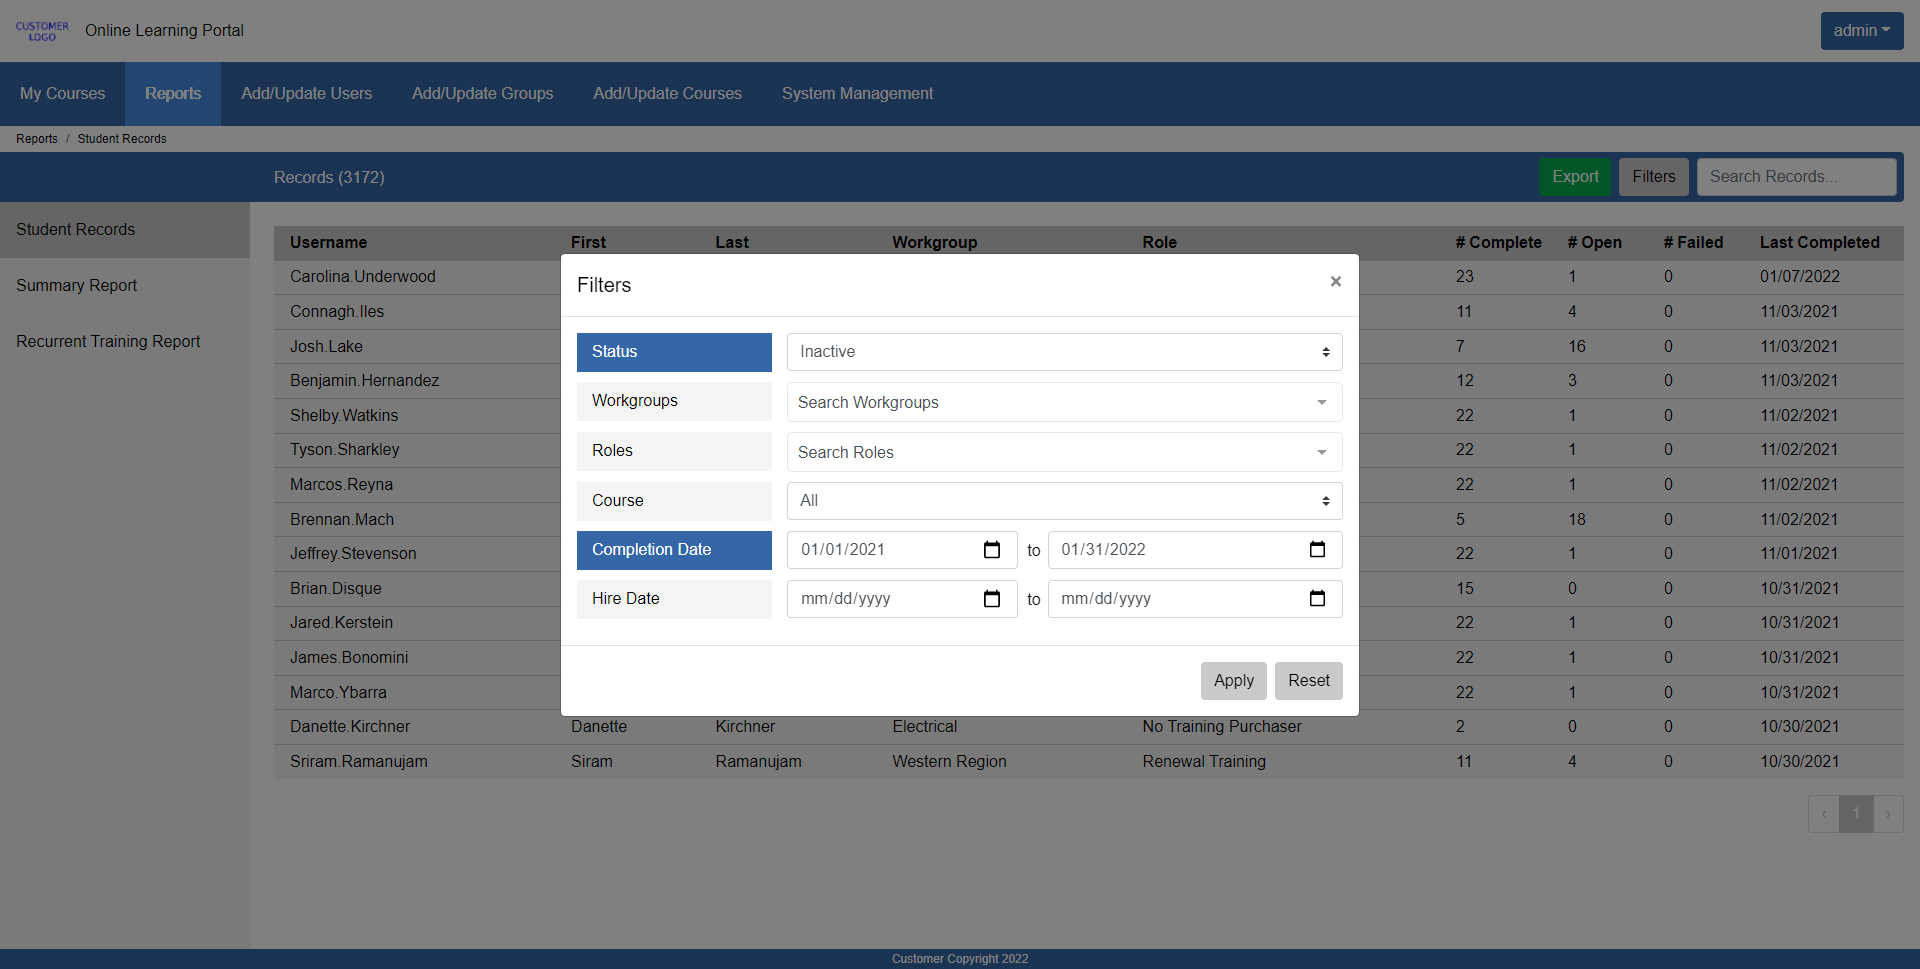 CUSTOMER
LOGO
Online Learning Portal
admin
My Courses Reports Add/Update Users Add/Update Groups Add/Update Courses System Management
Reports / Student Records
Records (3172) Export Filters Search Records...
Student Records
Summary Report
Recurrent Training Report
Username First Last Workgroup Role # Complete # Open # Failed Last Completed
Carolina.Underwood 23 1 0 01/07/2022
Connagh.Iles 11 4 0 11/03/2021
Josh.Lake 7 16 0 11/03/2021
Benjamin.Hernandez 12 3 0 11/03/2021
Shelby.Watkins 22 1 0 11/02/2021
Tyson.Sharkley 22 1 0 11/02/2021
Marcos.Reyna 22 1 0 11/02/2021
Brennan.Mach 5 18 0 11/02/2021
Jeffrey.Stevenson 22 1 0 11/01/2021
Brian.Disque 15 0 0 10/31/2021
Jared.Kerstein 22 1 0 10/31/2021
James.Bonomini 22 1 0 10/31/2021
Marco.Ybarra 22 1 0 10/31/2021
Danette.Kirchner Danette Kirchner Electrical No Training Purchaser 2 0 0 10/30/2021
Sriram.Ramanujam Siram Ramanujam Western Region Renewal Training 11 4 0 10/30/2021
Filters ×
Status Inactive
Workgroups Search Workgroups
Roles Search Roles
Course All
Completion Date 01/01/2021 to 01/31/2022
Hire Date mm/dd/yyyy to mm/dd/yyyy
Apply Reset
‹ 1 ›
Customer Copyright 2022